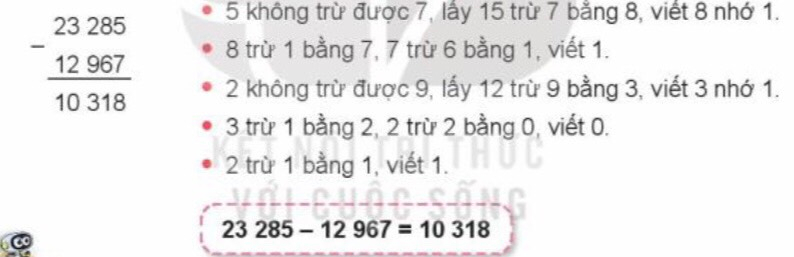 23 285
−
12 967
10 318
• 5 không trừ được 7, lấy 15 trừ 7 bằng 8, viết 8 nhớ 1.
• 8 trừ 1 bằng 7, 7 trừ 6 bằng 1, viết 1.
• 2 không trừ được 9, lấy 12 trừ 9 bằng 3, viết 3 nhớ 1.
• 3 trừ 1 bằng 2, 2 trừ 2 bằng 0, viết 0.
• 2 trừ 1 bằng 1, viết 1.
KẾT NỐI TRI THỨC
VỚI CUỘC SỐNG
23 285 – 12 967 = 10 318